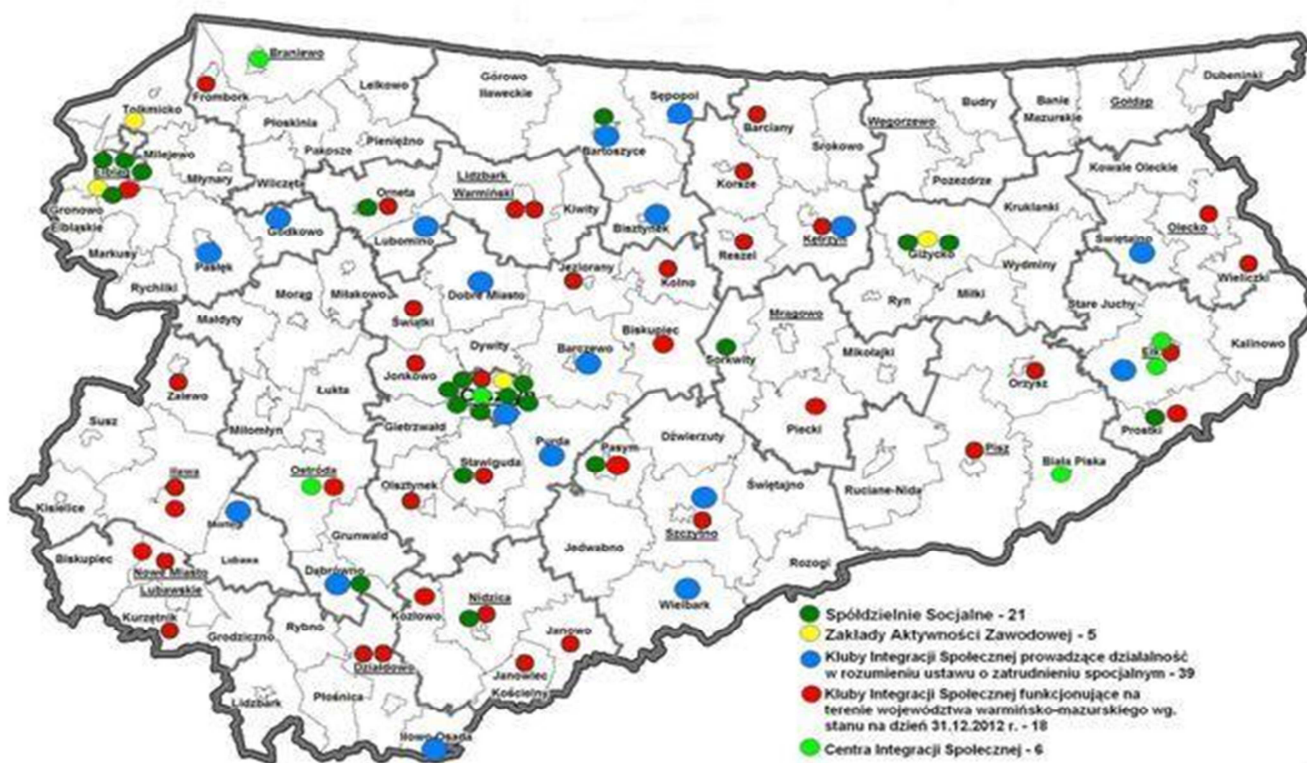 Braniewo
Frombork
Lelkowo
Górowo
Iławeckie
Sępopol
Dubeninki
Budry
Banie
Mazurskie
Gołdap
Tolkmicko
Płoskinia
Bartoszyce
Barciany
Węgorzewo
Srokowo
Pieniężno
Pakosze
Milejewo
Elbląg
Młynary
Wilczęta
Orneta
Lidzbark
Warmiński
Kiwity
Korsze
Pozezdrze
Kowale Oleckie
Gronowo
Elbląskie
Godkowo
Lubomino
Bisztynek
Kętrzyn
Kruklanki
Olecko
Markusy
Pasłęk
Reszel
Giżycko
Świętajno
Wydminy
Wieliczki
Rychliki
Morąg
Miłakowo
Dobre Miasto
Jeziorany
Kolno
Ryn
Miłki
Stare Juchy
Małdyty
Świątki
Mrągowo
Dywity
Biskupiec
Barczewo
Sorkwity
Mikołajki
Ełk
Kalinowo
Zalewo
Łukta
Jonkowo
Orzysz
Susz
Miłomłyn
Gietrzwałd
Piecki
Prostki
Purda
Dźwierzuty
Pasym
Pisz
Iława
Ostróda
Stawiguda
Olsztynek
Świętajno
Ruciane-Nida
Biała Piska
Kisielice
Grunwald
Szczytno
Biskupiec
Lubawa
Jedwabno
Rozogi
Nowe Miasto
Lubawskie
Dąbrówno
Wielbark
Kurzętnik
Grodziczno
Rybno
Kozłowo
Nidzica
Janowo
Działdowo
Janowiec
Kościelny
Lidzbark
Płośnica
Iłowo-Osada
Spółdzielnie Socjalne - 21
Zakłady Aktywności Zawodowej - 5
Kluby Integracji Społecznej prowadzące działalność
w rozumieniu ustawu o zatrudnieniu spocjalnym - 39
Kluby Integracji Społecznej funkcjonujące na
terenie województwa warmińsko-mazurskiego wg.
stanu na dzień 31.12.2012 r. - 18
Centra Integracji Społecznej - 6